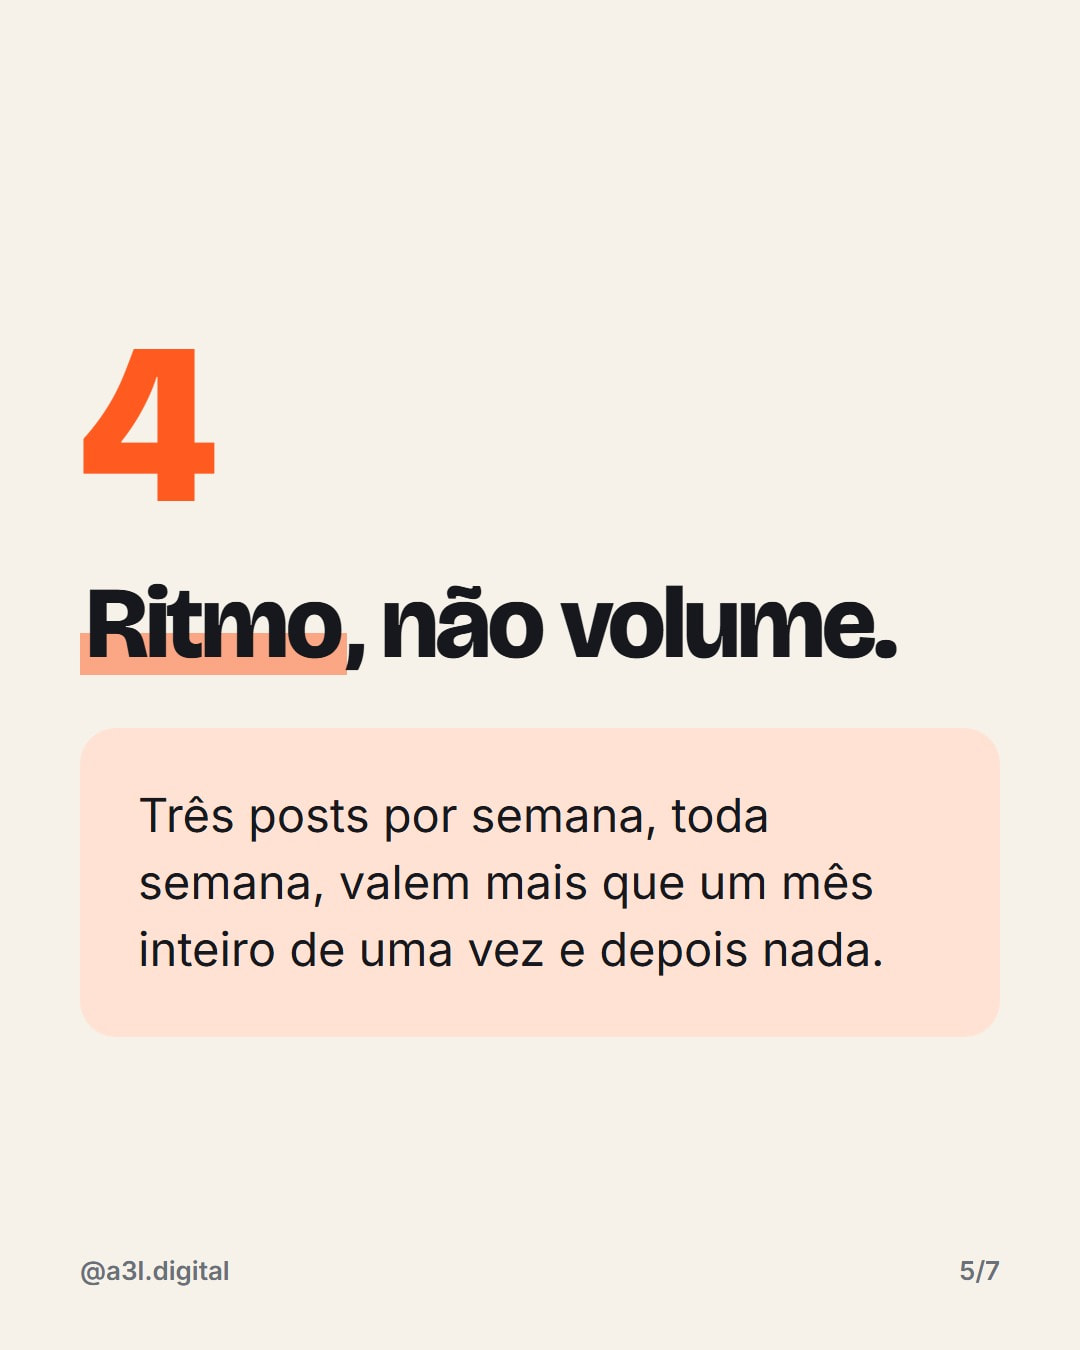 4
Ritmo, não volume.
Três posts por semana, toda
semana, valem mais que um mês
inteiro de uma vez e depois nada.
@a3l.digital
5/7